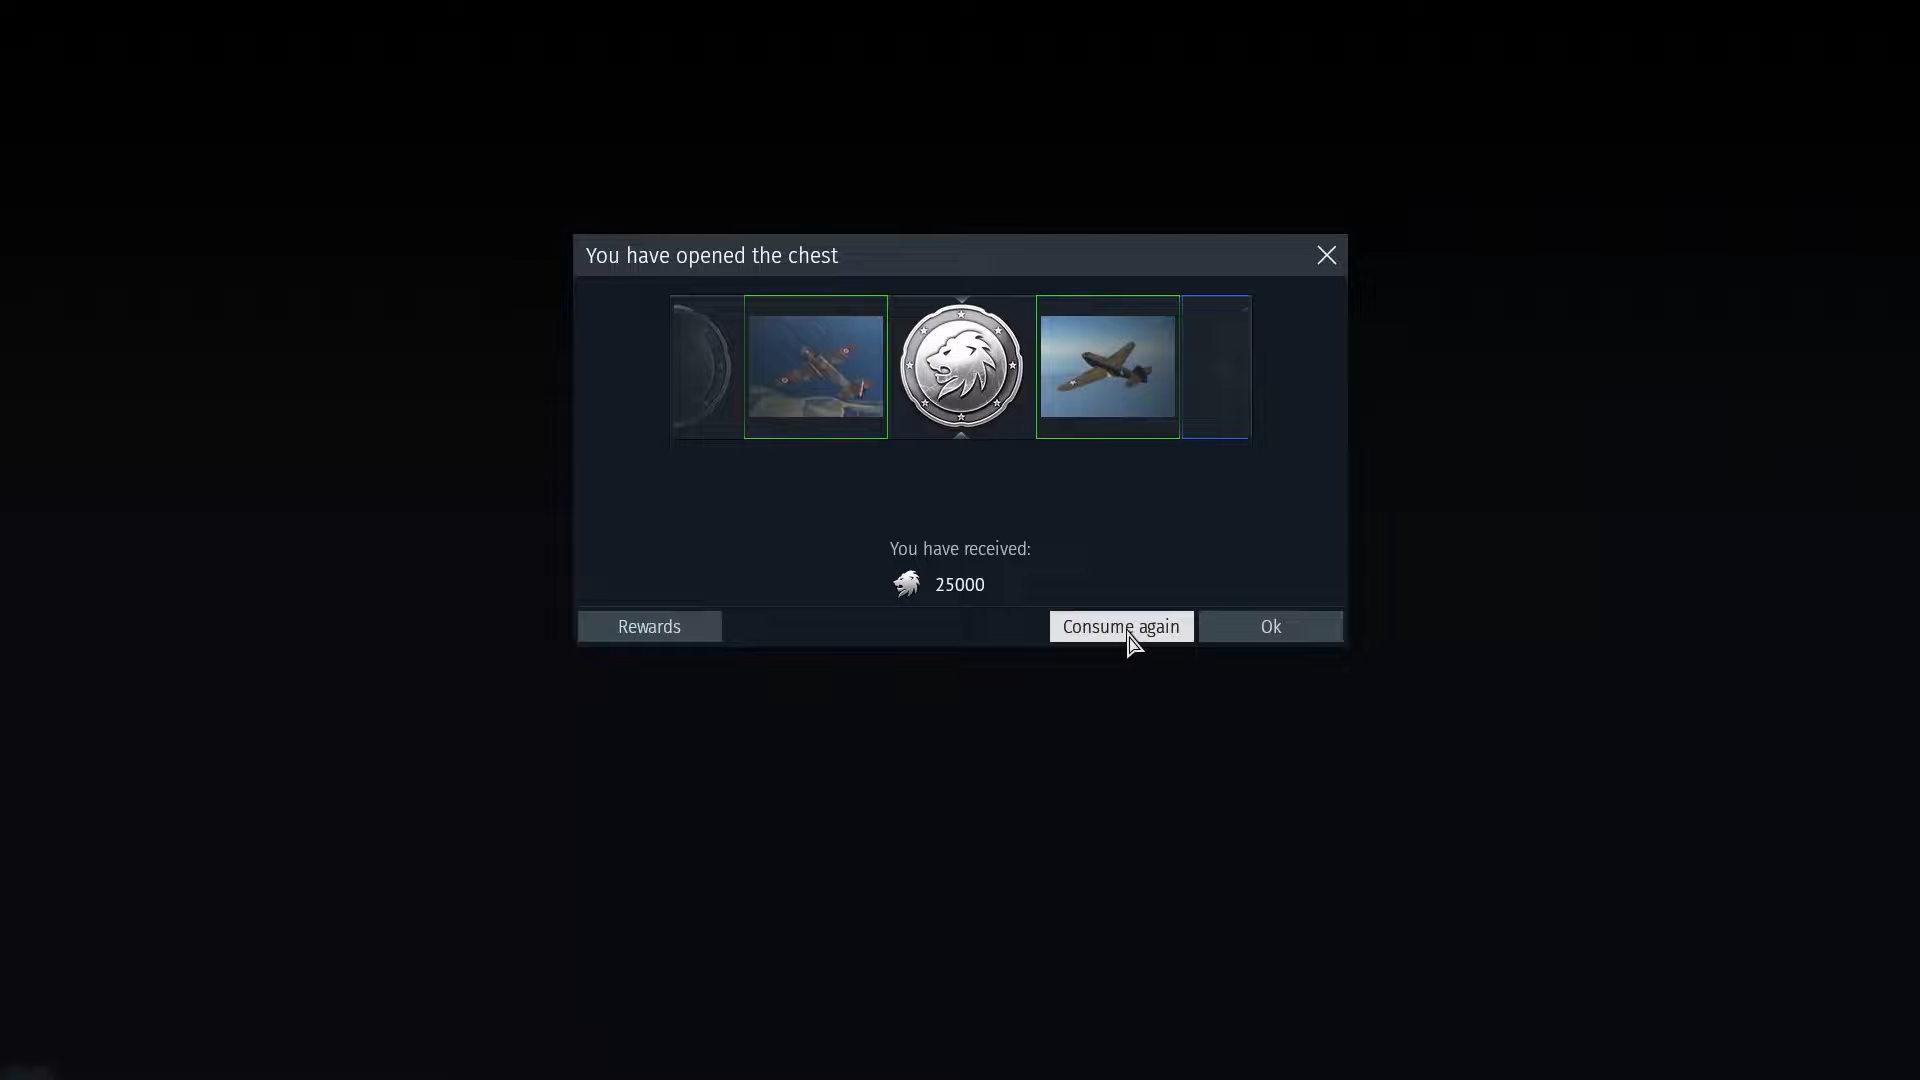 You have opened the chest
You have received:
25000
Rewards
Consume again
Ok